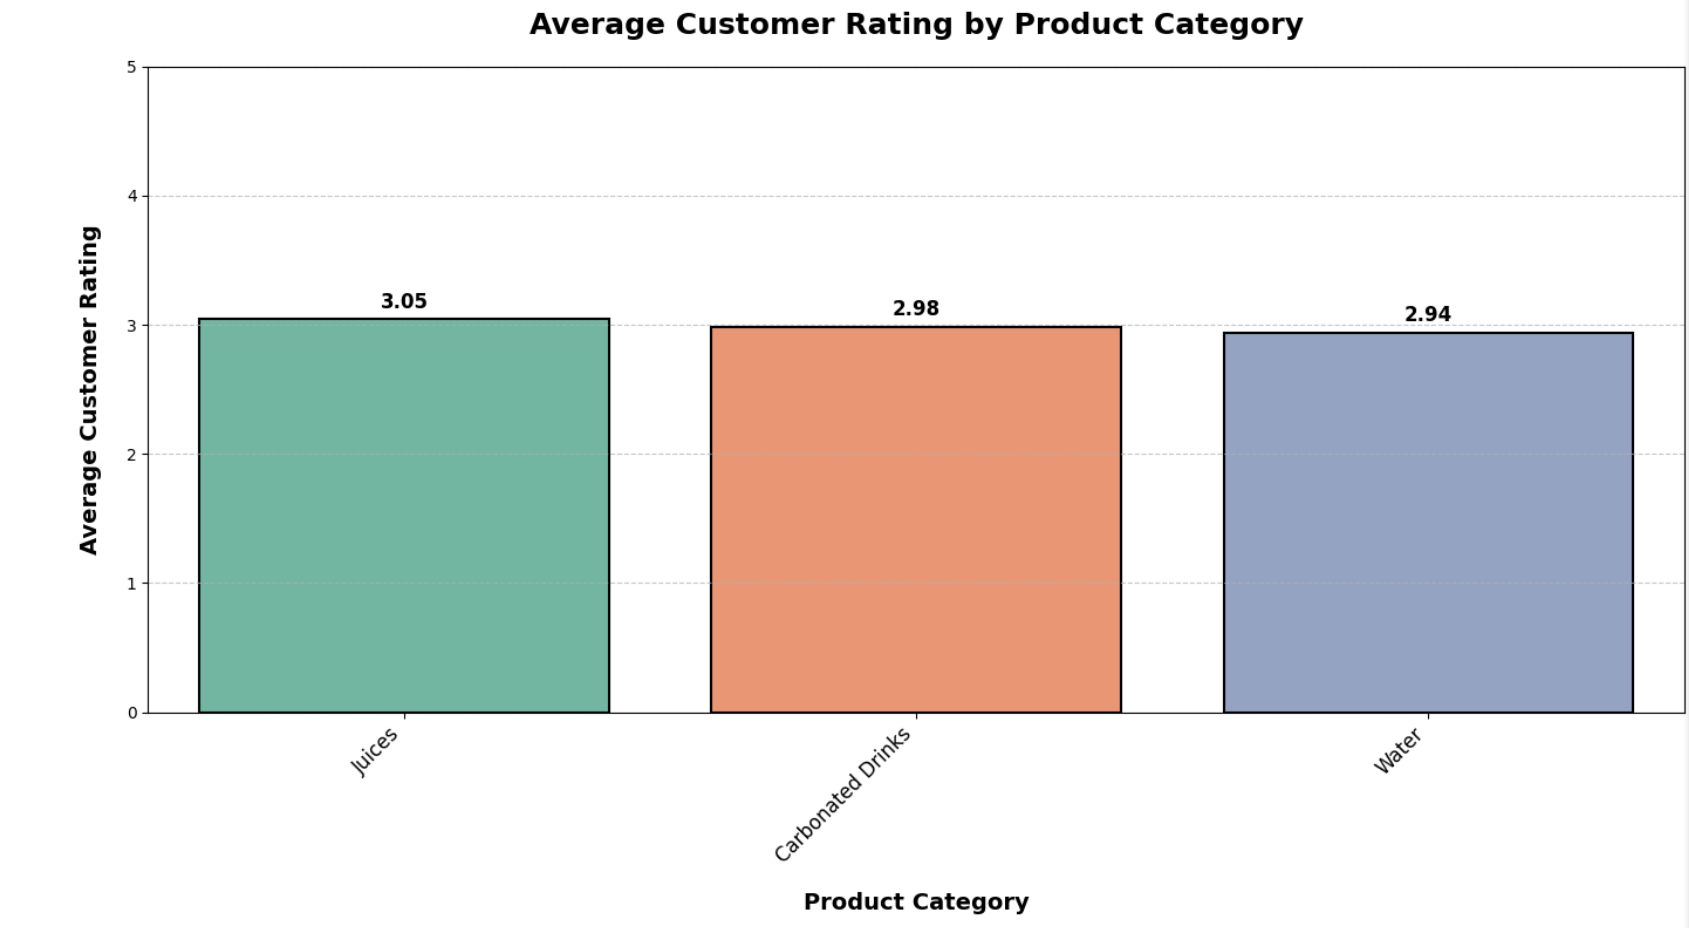 Average Customer Rating by Product Category
Average Customer Rating
5
4
3
2
1
0
3.05
2.98
2.94
Juices
Carbonated Drinks
Water
Product Category